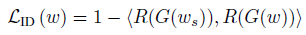 ℒ_ID (w) = 1 − ⟨R(G(w_s)), R(G(w))⟩